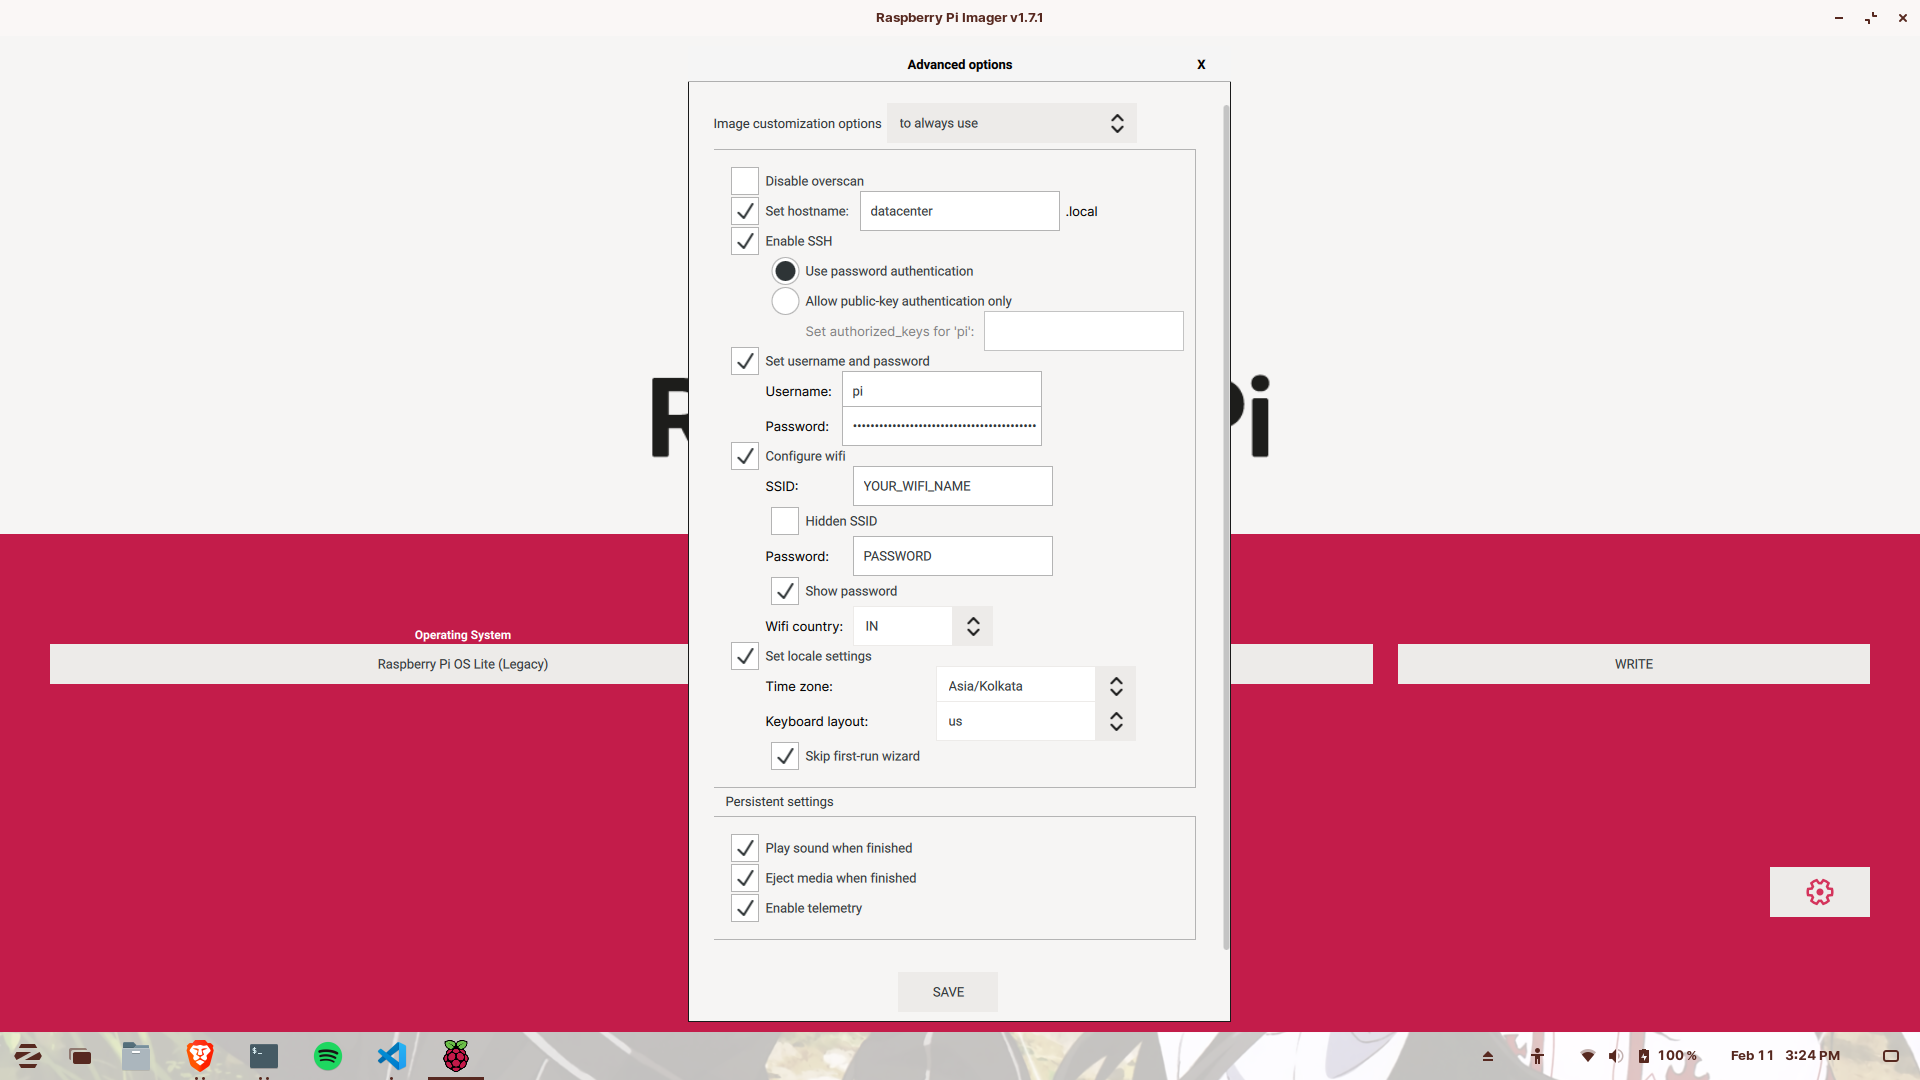 Raspberry Pi Imager v1.7.1
Advanced options X
Image customization options to always use
Disable overscan
Set hostname: datacenter .local
Enable SSH
Use password authentication
Allow public-key authentication only
Set authorized_keys for 'pi':
Set username and password
Username: pi
Password: ••••••••••••••••••••••••••••••••••••••••••
Configure wifi
SSID: YOUR_WIFI_NAME
Hidden SSID
Password: PASSWORD
Show password
Wifi country: IN
Set locale settings
Time zone: Asia/Kolkata
Keyboard layout: us
Skip first-run wizard
Persistent settings
Play sound when finished
Eject media when finished
Enable telemetry
SAVE
R Pi
Operating System
Raspberry Pi OS Lite (Legacy)
WRITE
100% Feb 11 3:24 PM